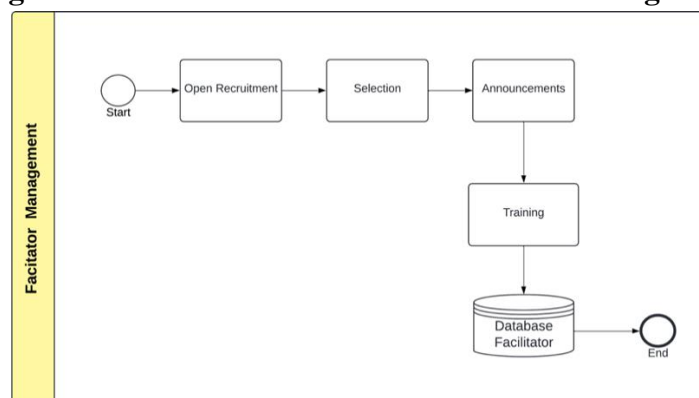 Facitator Management
Open Recruitment
Selection
Announcements
Start
Training
Database
Facilitator
End